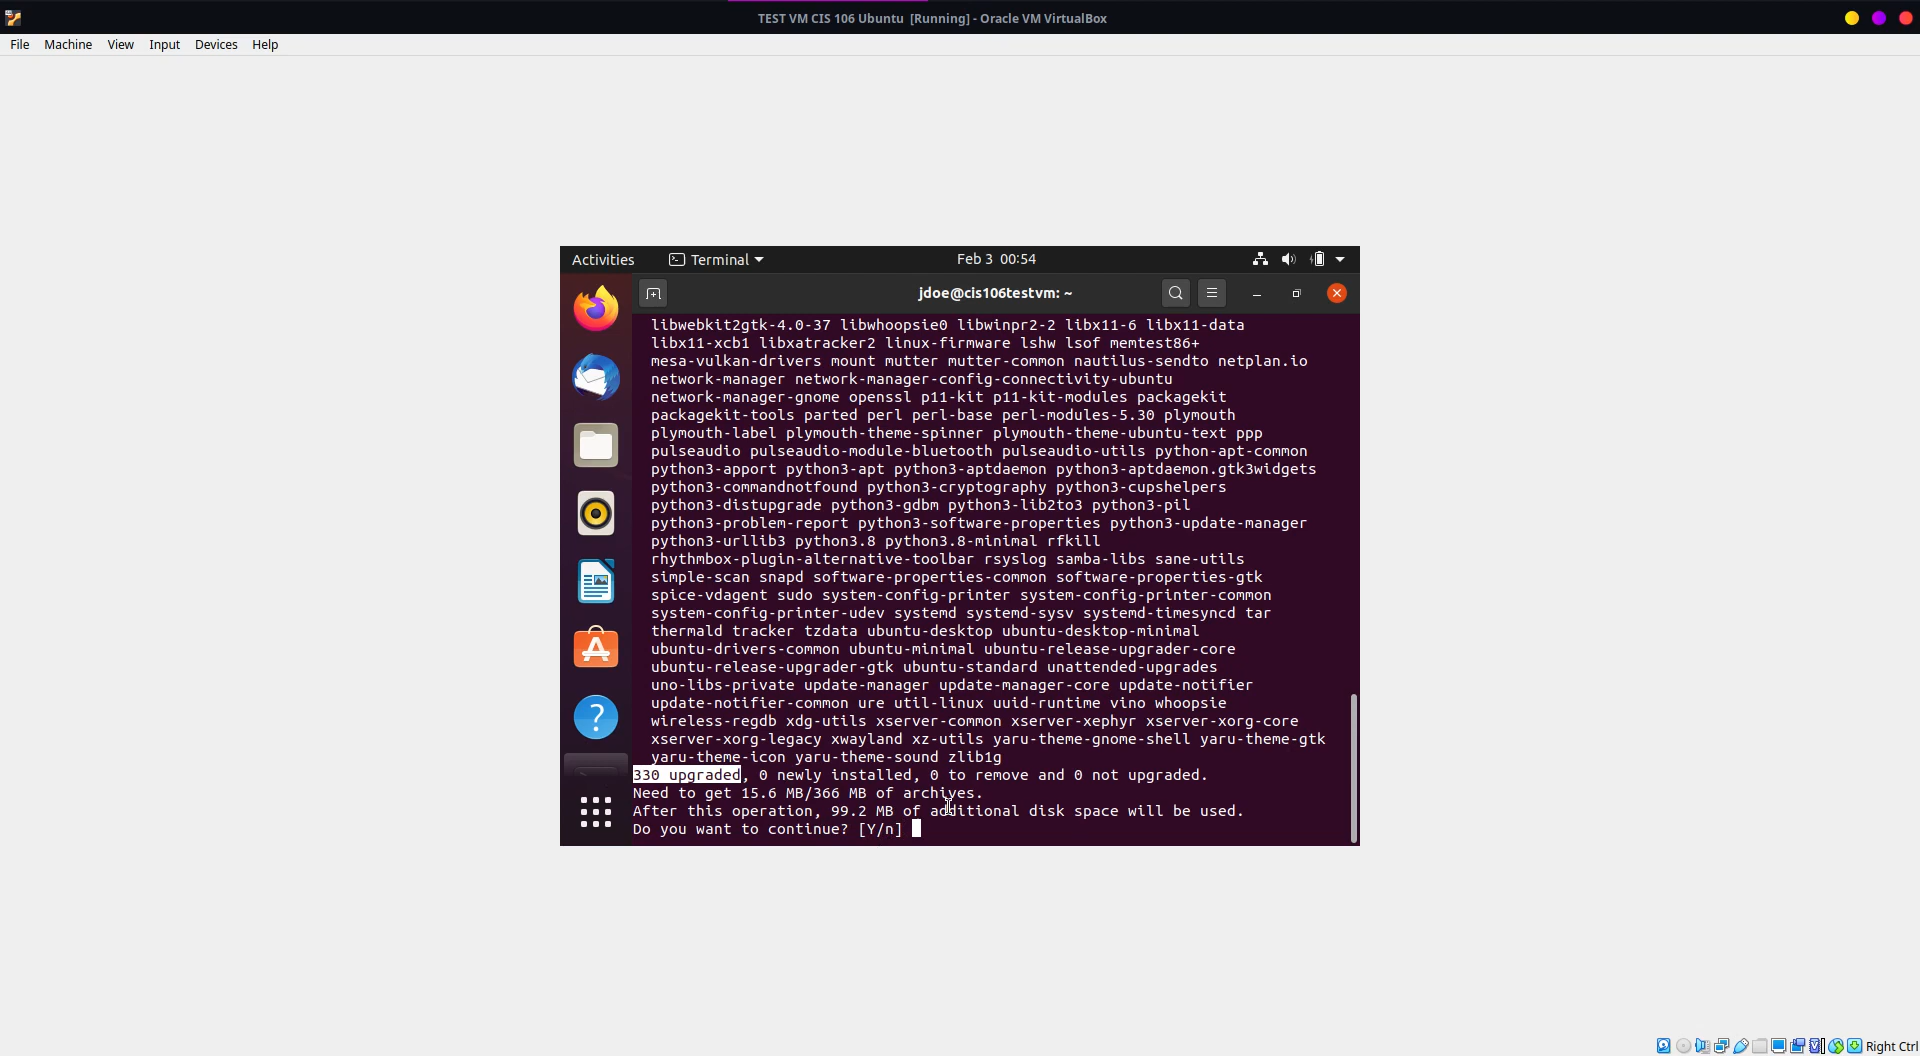 TEST VM CIS 106 Ubuntu [Running] - Oracle VM VirtualBox
File Machine View Input Devices Help
Activities Terminal Feb 3 00:54
jdoe@cis106testvm: ~
libwebkit2gtk-4.0-37 libwhoopsie0 libwinpr2-2 libx11-6 libx11-data
libx11-xcb1 libxatracker2 linux-firmware lshw lsof memtest86+
mesa-vulkan-drivers mount mutter mutter-common nautilus-sendto netplan.io
network-manager network-manager-config-connectivity-ubuntu
network-manager-gnome openssl p11-kit p11-kit-modules packagekit
packagekit-tools parted perl perl-base perl-modules-5.30 plymouth
plymouth-label plymouth-theme-spinner plymouth-theme-ubuntu-text ppp
pulseaudio pulseaudio-module-bluetooth pulseaudio-utils python-apt-common
python3-apport python3-apt python3-aptdaemon python3-aptdaemon.gtk3widgets
python3-commandnotfound python3-cryptography python3-cupshelpers
python3-distupgrade python3-gdbm python3-lib2to3 python3-pil
python3-problem-report python3-software-properties python3-update-manager
python3-urllib3 python3.8 python3.8-minimal rfkill
rhythmbox-plugin-alternative-toolbar rsyslog samba-libs sane-utils
simple-scan snapd software-properties-common software-properties-gtk
spice-vdagent sudo system-config-printer system-config-printer-common
system-config-printer-udev systemd systemd-sysv systemd-timesyncd tar
thermald tracker tzdata ubuntu-desktop ubuntu-desktop-minimal
ubuntu-drivers-common ubuntu-minimal ubuntu-release-upgrader-core
ubuntu-release-upgrader-gtk ubuntu-standard unattended-upgrades
uno-libs-private update-manager update-manager-core update-notifier
update-notifier-common ure util-linux uuid-runtime vino whoopsie
wireless-regdb xdg-utils xserver-common xserver-xephyr xserver-xorg-core
xserver-xorg-legacy xwayland xz-utils yaru-theme-gnome-shell yaru-theme-gtk
yaru-theme-icon yaru-theme-sound zlib1g
330 upgraded, 0 newly installed, 0 to remove and 0 not upgraded.
Need to get 15.6 MB/366 MB of archives.
After this operation, 99.2 MB of additional disk space will be used.
Do you want to continue? [Y/n]
Right Ctrl